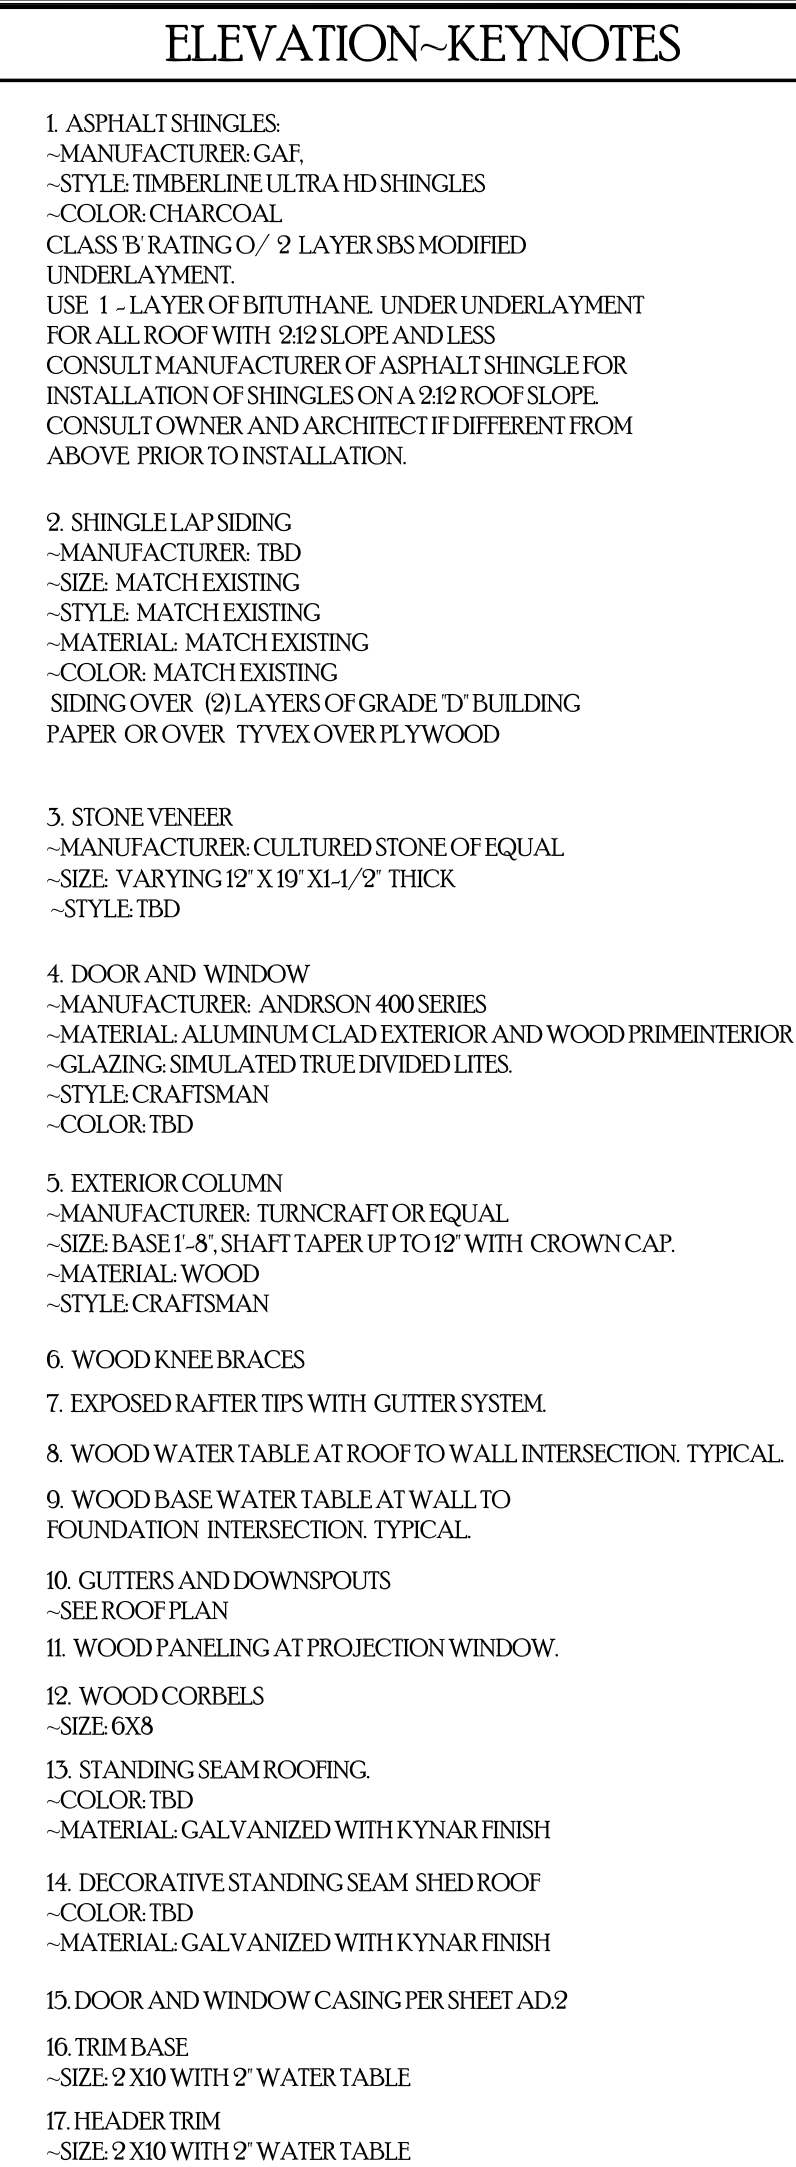 ELEVATION~KEYNOTES
1. ASPHALT SHINGLES:
~MANUFACTURER: GAF,
~STYLE: TIMBERLINE ULTRA HD SHINGLES
~COLOR: CHARCOAL
CLASS 'B' RATING O/ 2 LAYER SBS MODIFIED
UNDERLAYMENT.
USE 1 - LAYER OF BITUTHANE. UNDER UNDERLAYMENT
FOR ALL ROOF WITH 2:12 SLOPE AND LESS
CONSULT MANUFACTURER OF ASPHALT SHINGLE FOR
INSTALLATION OF SHINGLES ON A 2:12 ROOF SLOPE.
CONSULT OWNER AND ARCHITECT IF DIFFERENT FROM
ABOVE PRIOR TO INSTALLATION.
2. SHINGLE LAP SIDING
~MANUFACTURER: TBD
~SIZE: MATCH EXISTING
~STYLE: MATCH EXISTING
~MATERIAL: MATCH EXISTING
~COLOR: MATCH EXISTING
SIDING OVER (2) LAYERS OF GRADE "D" BUILDING
PAPER OR OVER TYVEX OVER PLYWOOD
3. STONE VENEER
~MANUFACTURER: CULTURED STONE OF EQUAL
~SIZE: VARYING 12" X 19" X1-1/2" THICK
~STYLE: TBD
4. DOOR AND WINDOW
~MANUFACTURER: ANDRSON 400 SERIES
~MATERIAL: ALUMINUM CLAD EXTERIOR AND WOOD PRIMEINTERIOR
~GLAZING: SIMULATED TRUE DIVIDED LITES.
~STYLE: CRAFTSMAN
~COLOR: TBD
5. EXTERIOR COLUMN
~MANUFACTURER: TURNCRAFT OR EQUAL
~SIZE: BASE 1'-8", SHAFT TAPER UP TO 12" WITH CROWN CAP.
~MATERIAL: WOOD
~STYLE: CRAFTSMAN
6. WOOD KNEE BRACES
7. EXPOSED RAFTER TIPS WITH GUTTER SYSTEM.
8. WOOD WATER TABLE AT ROOF TO WALL INTERSECTION. TYPICAL.
9. WOOD BASE WATER TABLE AT WALL TO
FOUNDATION INTERSECTION. TYPICAL.
10. GUTTERS AND DOWNSPOUTS
~SEE ROOF PLAN
11. WOOD PANELING AT PROJECTION WINDOW.
12. WOOD CORBELS
~SIZE: 6X8
13. STANDING SEAM ROOFING.
~COLOR: TBD
~MATERIAL: GALVANIZED WITH KYNAR FINISH
14. DECORATIVE STANDING SEAM SHED ROOF
~COLOR: TBD
~MATERIAL: GALVANIZED WITH KYNAR FINISH
15. DOOR AND WINDOW CASING PER SHEET AD.2
16. TRIM BASE
~SIZE: 2 X10 WITH 2" WATER TABLE
17. HEADER TRIM
~SIZE: 2 X10 WITH 2" WATER TABLE